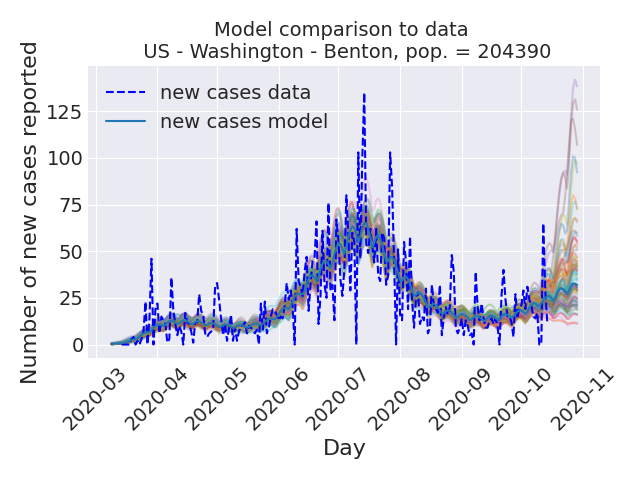 Model comparison to data
US - Washington - Benton, pop. = 204390
Number of new cases reported
new cases data
new cases model
125
100
75
50
25
0
2020-03
2020-04
2020-05
2020-06
2020-07
2020-08
2020-09
2020-10
2020-11
Day